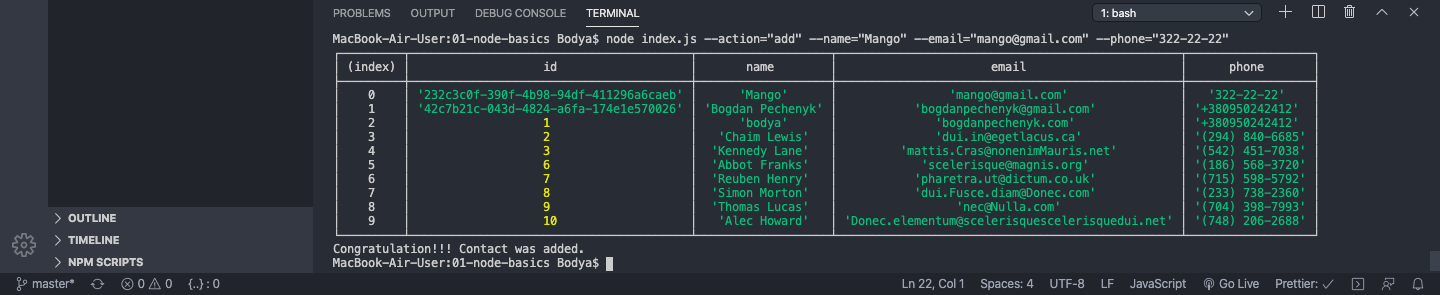 PROBLEMS OUTPUT DEBUG CONSOLE TERMINAL 1: bash
MacBook-Air-User:01-node-basics Bodya$ node index.js --action="add" --name="Mango" --email="mango@gmail.com" --phone="322-22-22"
(index) id name email phone
0 '232c3c0f-390f-4b98-94df-411296a6caeb' 'Mango' 'mango@gmail.com' '322-22-22'
1 '42c7b21c-043d-4824-a6fa-174e1e570026' 'Bogdan Pechenyk' 'bogdanpechenyk@gmail.com' '+380950242412'
2 1 'bodya' 'bogdanpechenyk.com' '+380950242412'
3 2 'Chaim Lewis' 'dui.in@egetlacus.ca' '(294) 840-6685'
4 3 'Kennedy Lane' 'mattis.Cras@nonenimMauris.net' '(542) 451-7038'
5 6 'Abbot Franks' 'scelerisque@magnis.org' '(186) 568-3720'
6 7 'Reuben Henry' 'pharetra.ut@dictum.co.uk' '(715) 598-5792'
7 8 'Simon Morton' 'dui.Fusce.diam@Donec.com' '(233) 738-2360'
8 9 'Thomas Lucas' 'nec@Nulla.com' '(704) 398-7993'
9 10 'Alec Howard' 'Donec.elementum@scelerisquescelerisquedui.net' '(748) 206-2688'
Congratulation!!! Contact was added.
MacBook-Air-User:01-node-basics Bodya$
OUTLINE
TIMELINE
NPM SCRIPTS
master* 0 0 {..} : 0 Ln 22, Col 1 Spaces: 4 UTF-8 LF JavaScript Go Live Prettier: ✓